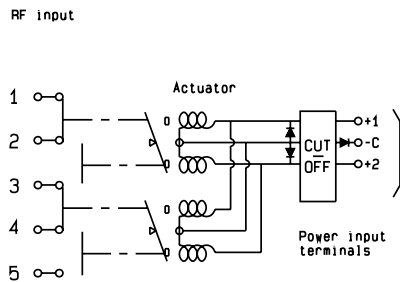 RF input
Actuator
1
2
3
4
5
CUT
OFF
+1
-C
+2
Power input
terminals